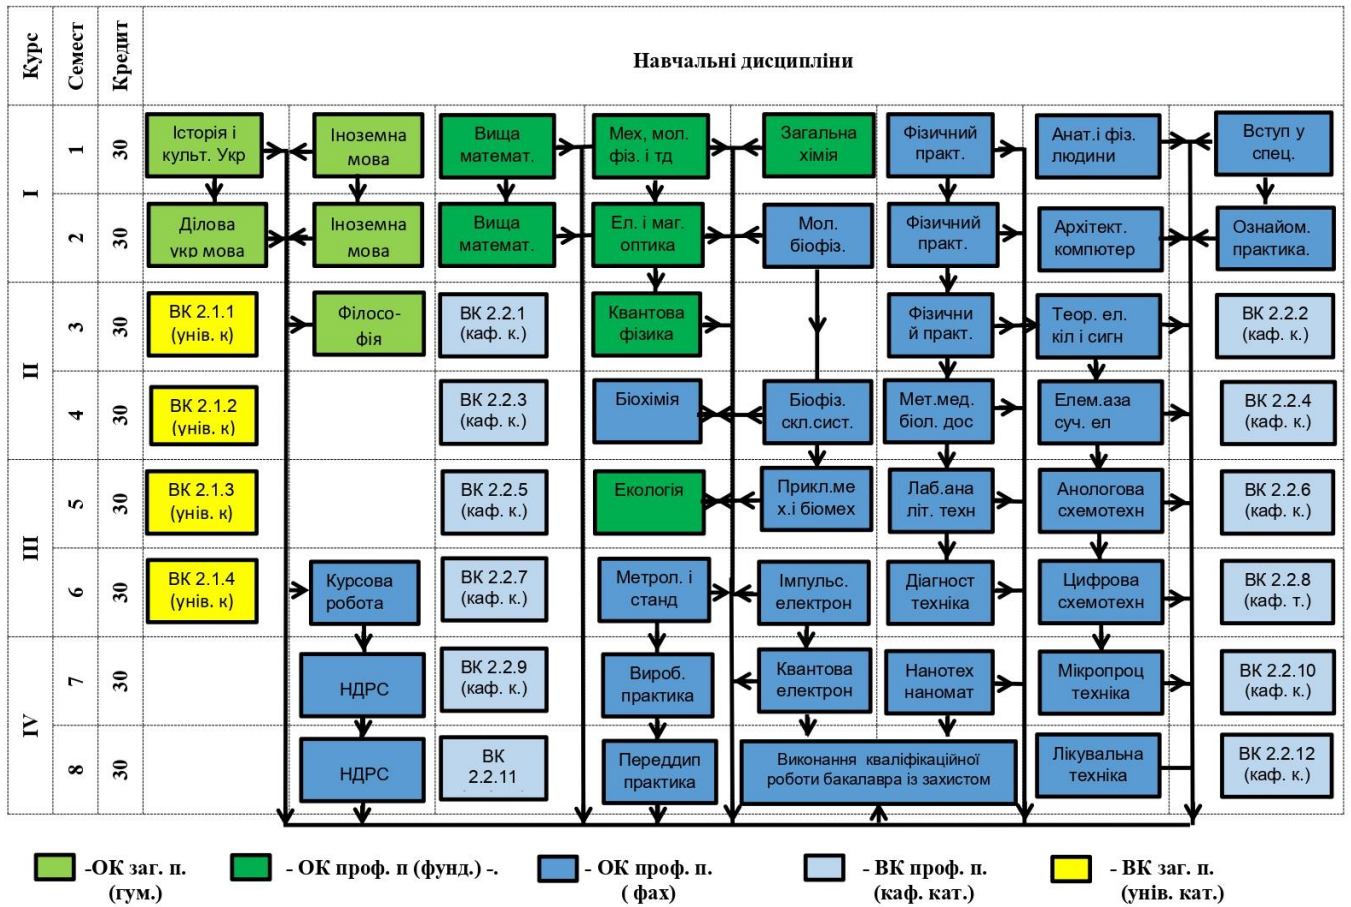 Курс
Семест
Кредит
Навчальні дисципліни
I
1
30
Історія і
культ. Укр
Іноземна
мова
Вища
математ.
Мех, мол.
фіз. і тд
Загальна
хімія
Фізичний
практ.
Анат.і фіз.
людини
Вступ у
спец.
2
30
Ділова
укр мова
Іноземна
мова
Вища
математ.
Ел. і маг.
оптика
Мол.
біофіз.
Фізичний
практ.
Архітект.
компютер
Ознайом.
практика.
II
3
30
ВК 2.1.1
(унів. к)
Філосо-
фія
ВК 2.2.1
(каф. к.)
Квантова
фізика
Фізични
й практ.
Теор. ел.
кіл і сигн
ВК 2.2.2
(каф. к.)
4
30
ВК 2.1.2
(унів. к)
ВК 2.2.3
(каф. к.)
Біохімія
Біофіз.
скл.сист.
Мет.мед.
біол. дос
Елем.аза
суч. ел
ВК 2.2.4
(каф. к.)
III
5
30
ВК 2.1.3
(унів. к)
ВК 2.2.5
(каф. к.)
Екологія
Прикл.ме
х.і біомех
Лаб.ана
літ. техн
Анологова
схемотехн
ВК 2.2.6
(каф. к.)
6
30
ВК 2.1.4
(унів. к)
Курсова
робота
ВК 2.2.7
(каф. к.)
Метрол. і
станд
Імпульс.
електрон
Діагност
техніка
Цифрова
схемотехн
ВК 2.2.8
(каф. т.)
IV
7
30
НДРС
ВК 2.2.9
(каф. к.)
Вироб.
практика
Квантова
електрон
Нанотех
наномат
Мікропроц
техніка
ВК 2.2.10
(каф. к.)
8
30
НДРС
ВК
2.2.11
Переддип
практика
Виконання кваліфікаційної
роботи бакалавра із захистом
Лікувальна
техніка
ВК 2.2.12
(каф. к.)
-ОК заг. п.
(гум.)
- ОК проф. п (фунд.) -.
- ОК проф. п.
( фах)
- ВК проф. п.
(каф. кат.)
- ВК заг. п.
(унів. кат.)